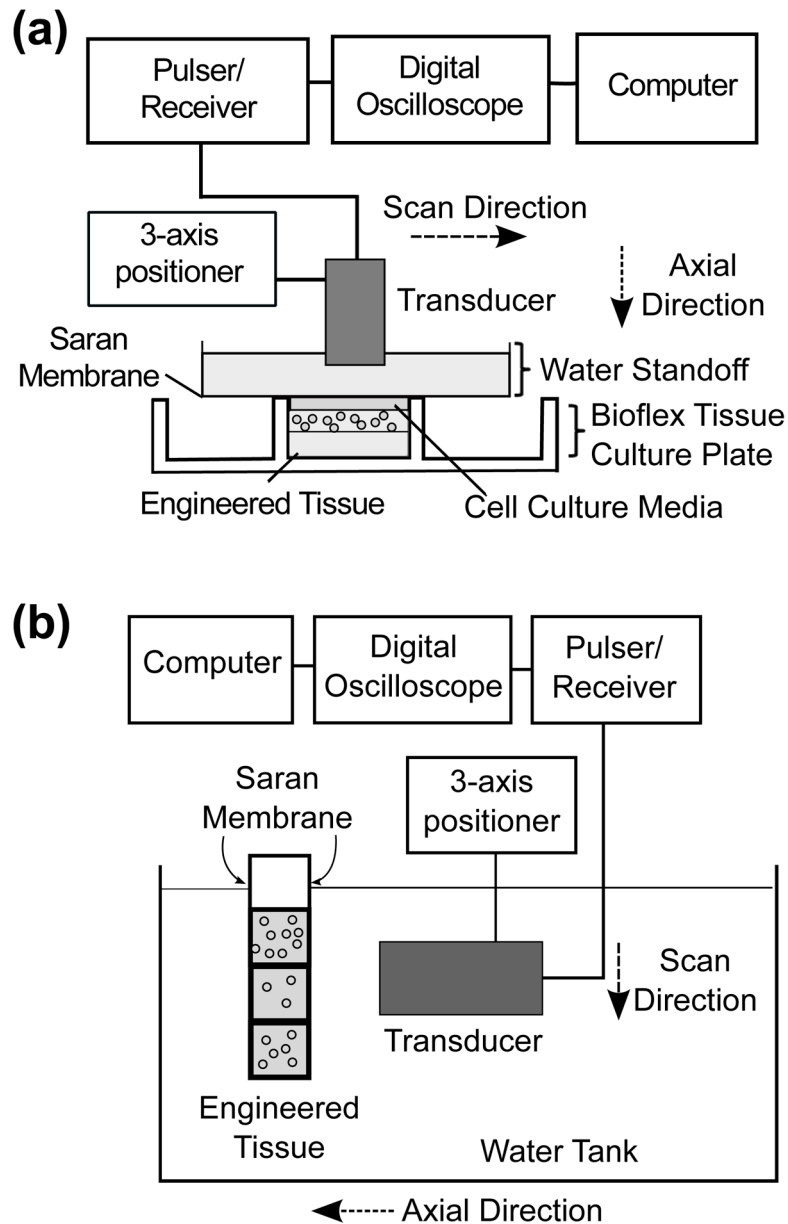 (a)
Pulser/
Receiver
Digital
Oscilloscope
Computer
Scan Direction
3-axis
positioner
Axial
Direction
Transducer
Saran
Membrane
Water Standoff
Bioflex Tissue
Culture Plate
Engineered Tissue
Cell Culture Media
(b)
Computer
Digital
Oscilloscope
Pulser/
Receiver
Saran
Membrane
3-axis
positioner
Scan
Direction
Transducer
Engineered
Tissue
Water Tank
Axial Direction